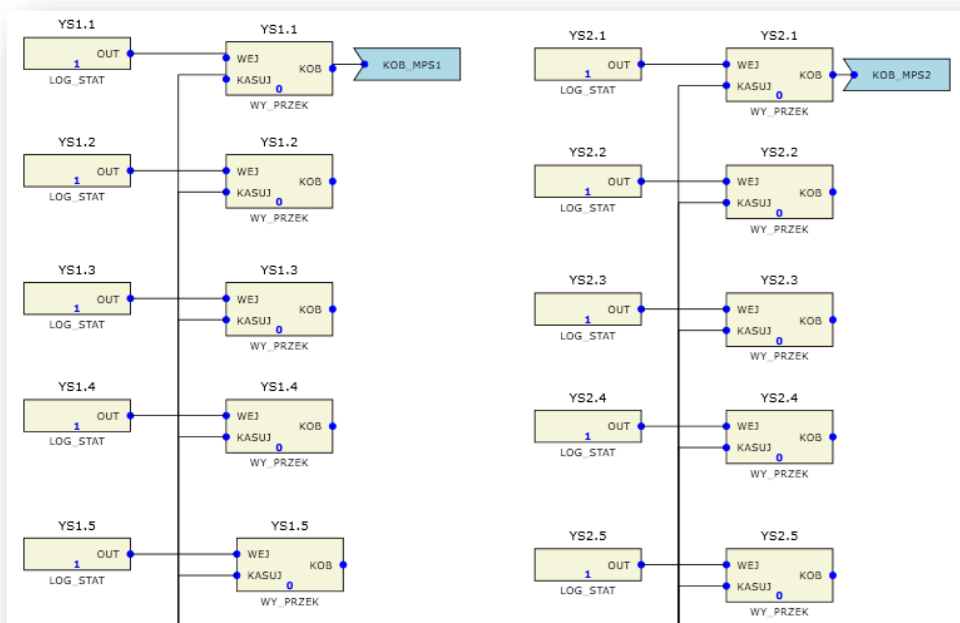 YS1.1
OUT
1
LOG_STAT
YS1.1
WEJ
KOB
KASUJ
0
WY_PRZEK
KOB_MPS1
YS2.1
OUT
1
LOG_STAT
YS2.1
WEJ
KOB
KASUJ
0
WY_PRZEK
KOB_MPS2
YS1.2
OUT
1
LOG_STAT
YS1.2
WEJ
KOB
KASUJ
0
WY_PRZEK
YS2.2
OUT
1
LOG_STAT
YS2.2
WEJ
KOB
KASUJ
0
WY_PRZEK
YS1.3
OUT
1
LOG_STAT
YS1.3
WEJ
KOB
KASUJ
0
WY_PRZEK
YS2.3
OUT
1
LOG_STAT
YS2.3
WEJ
KOB
KASUJ
0
WY_PRZEK
YS1.4
OUT
1
LOG_STAT
YS1.4
WEJ
KOB
KASUJ
0
WY_PRZEK
YS2.4
OUT
1
LOG_STAT
YS2.4
WEJ
KOB
KASUJ
0
WY_PRZEK
YS1.5
OUT
1
LOG_STAT
YS1.5
WEJ
KOB
KASUJ
0
WY_PRZEK
YS2.5
OUT
1
LOG_STAT
YS2.5
WEJ
KOB
KASUJ
0
WY_PRZEK